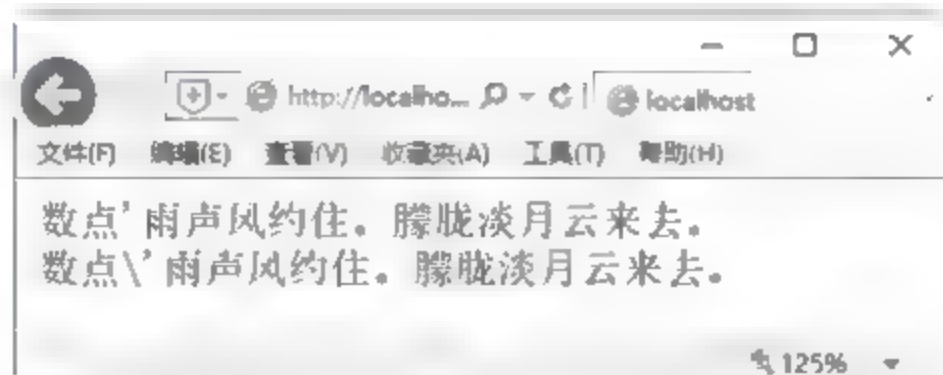 http://localho... localhost
文件(F) 编辑(E) 查看(V) 收藏夹(A) 工具(T) 帮助(H)
数点'雨声风约住。朦胧淡月云来去。
数点\'雨声风约住。朦胧淡月云来去。
125%